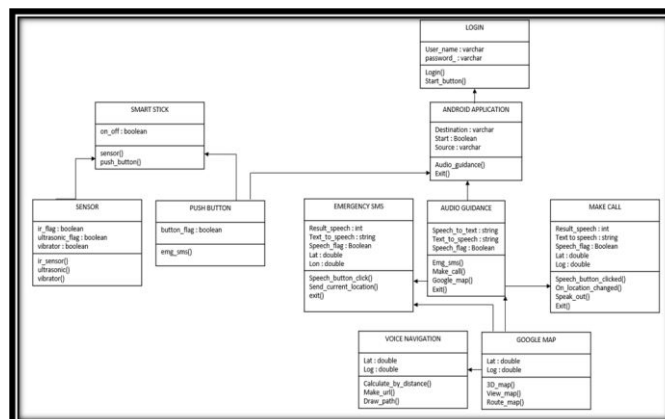 LOGIN
User_name : varchar
password_ : varchar
Login()
Start_button()
SMART STICK
on_off : boolean
sensor()
push_button()
ANDROID APPLICATION
Destination : varchar
Start : Boolean
Source : varchar
Audio_guidance()
Exit()
SENSOR
ir_flag : boolean
ultrasonic_flag : boolean
vibrator : boolean
ir_sensor()
ultrasonic()
vibrator()
PUSH BUTTON
button_flag : boolean
emg_sms()
EMERGENCY SMS
Result_speech : int
Text_to_speech : string
Speech_flag : Boolean
Lat : double
Lon : double
Speech_button_click()
Send_current_location()
exit()
AUDIO GUIDANCE
Speech_to_text : string
Text_to_speech : string
Speech_flag : Boolean
Emg_sms()
Make_call()
Google_map()
Exit()
MAKE CALL
Result_speech : int
Text to speech : string
Speech_flag : Boolean
Lat : double
Log : double
Speech_button_clicked()
On_location_changed()
Speak_out()
Exit()
VOICE NAVIGATION
Lat : double
Log : double
Calculate_by_distance()
Make_url()
Draw_path()
GOOGLE MAP
Lat : double
Log : double
3D_map()
View_map()
Route_map()